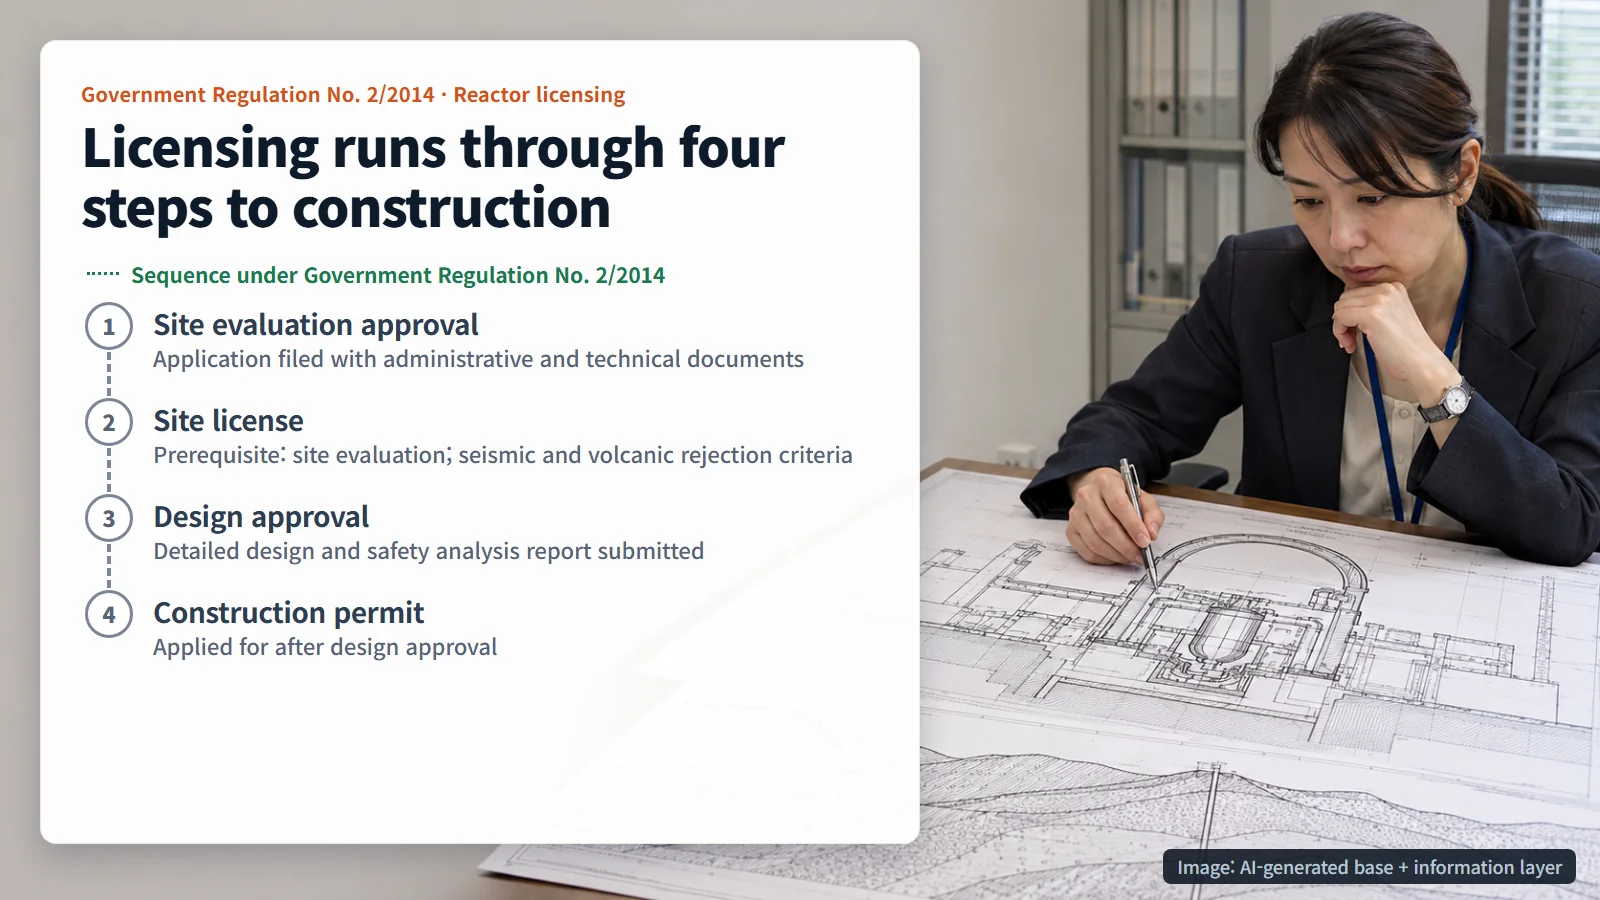 Government Regulation No. 2/2014 · Reactor licensing
Licensing runs through four
steps to construction
Sequence under Government Regulation No. 2/2014
1 Site evaluation approval
Application filed with administrative and technical documents
2 Site license
Prerequisite: site evaluation; seismic and volcanic rejection criteria
3 Design approval
Detailed design and safety analysis report submitted
4 Construction permit
Applied for after design approval
Image: AI-generated base + information layer